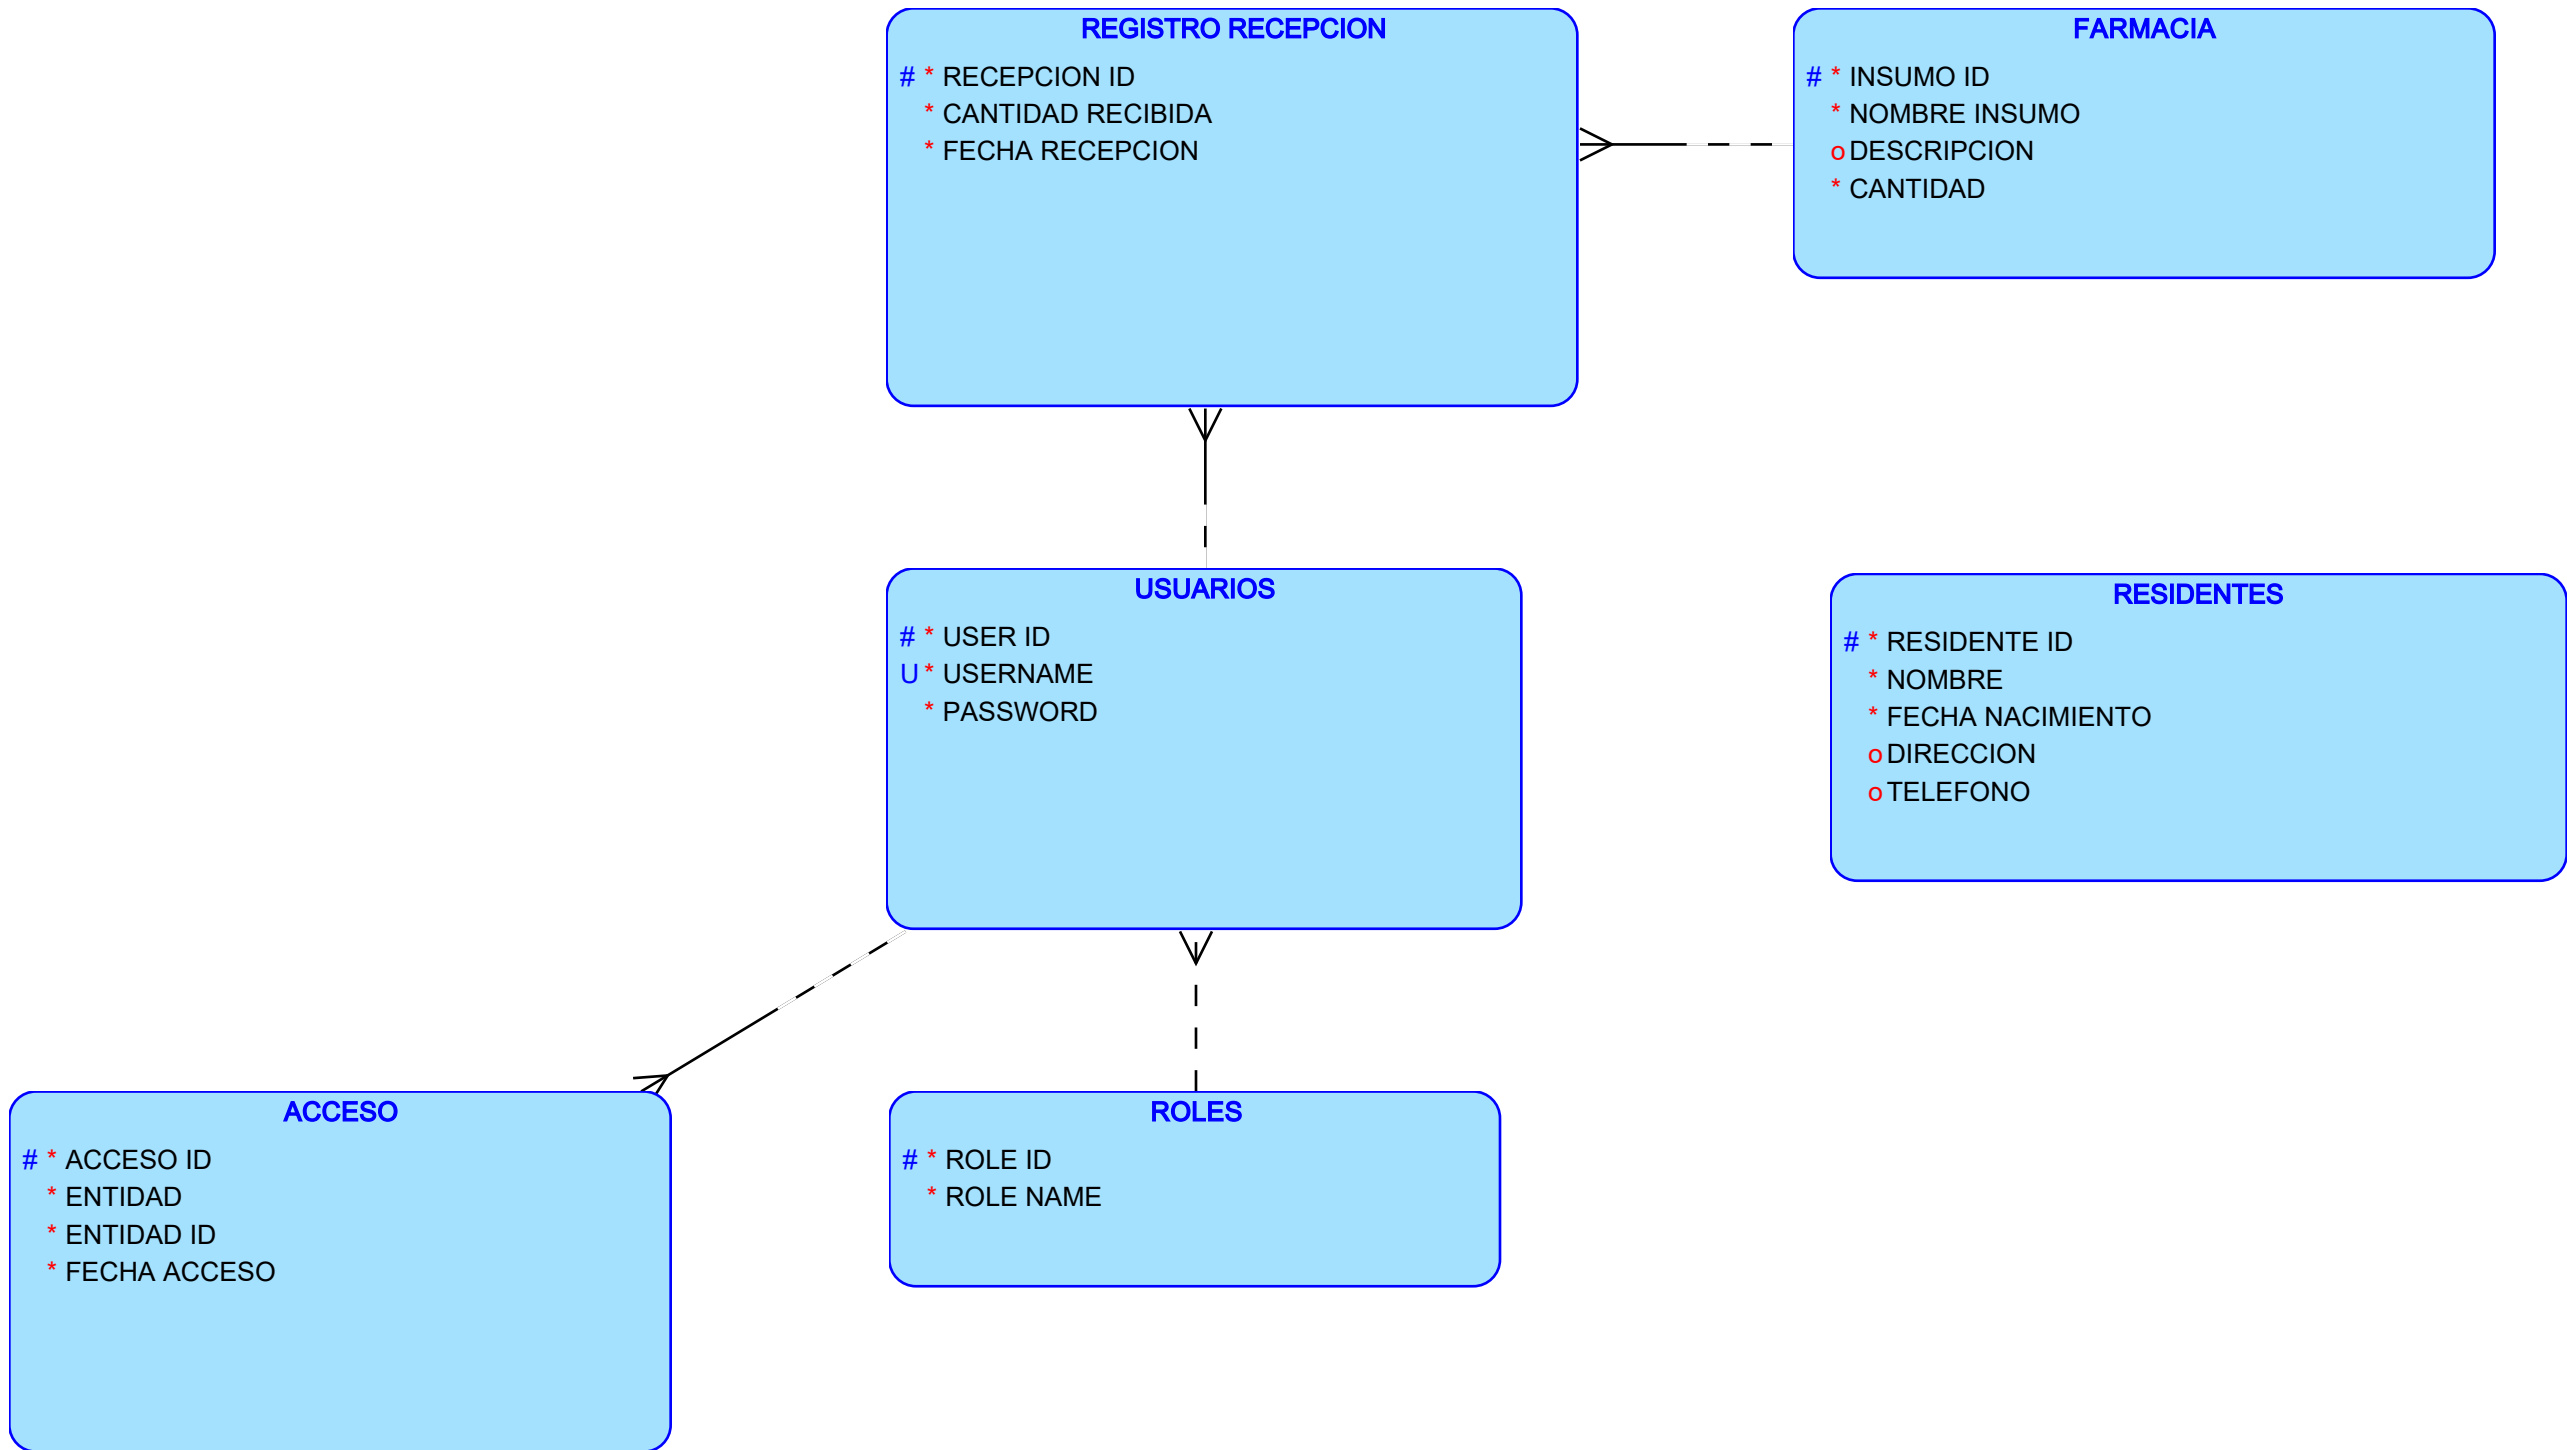 REGISTRO RECEPCION
# * RECEPCION ID
* CANTIDAD RECIBIDA
* FECHA RECEPCION
FARMACIA
# * INSUMO ID
* NOMBRE INSUMO
o DESCRIPCION
* CANTIDAD
USUARIOS
# * USER ID
U * USERNAME
* PASSWORD
RESIDENTES
# * RESIDENTE ID
* NOMBRE
* FECHA NACIMIENTO
o DIRECCION
o TELEFONO
ACCESO
# * ACCESO ID
* ENTIDAD
* ENTIDAD ID
* FECHA ACCESO
ROLES
# * ROLE ID
* ROLE NAME